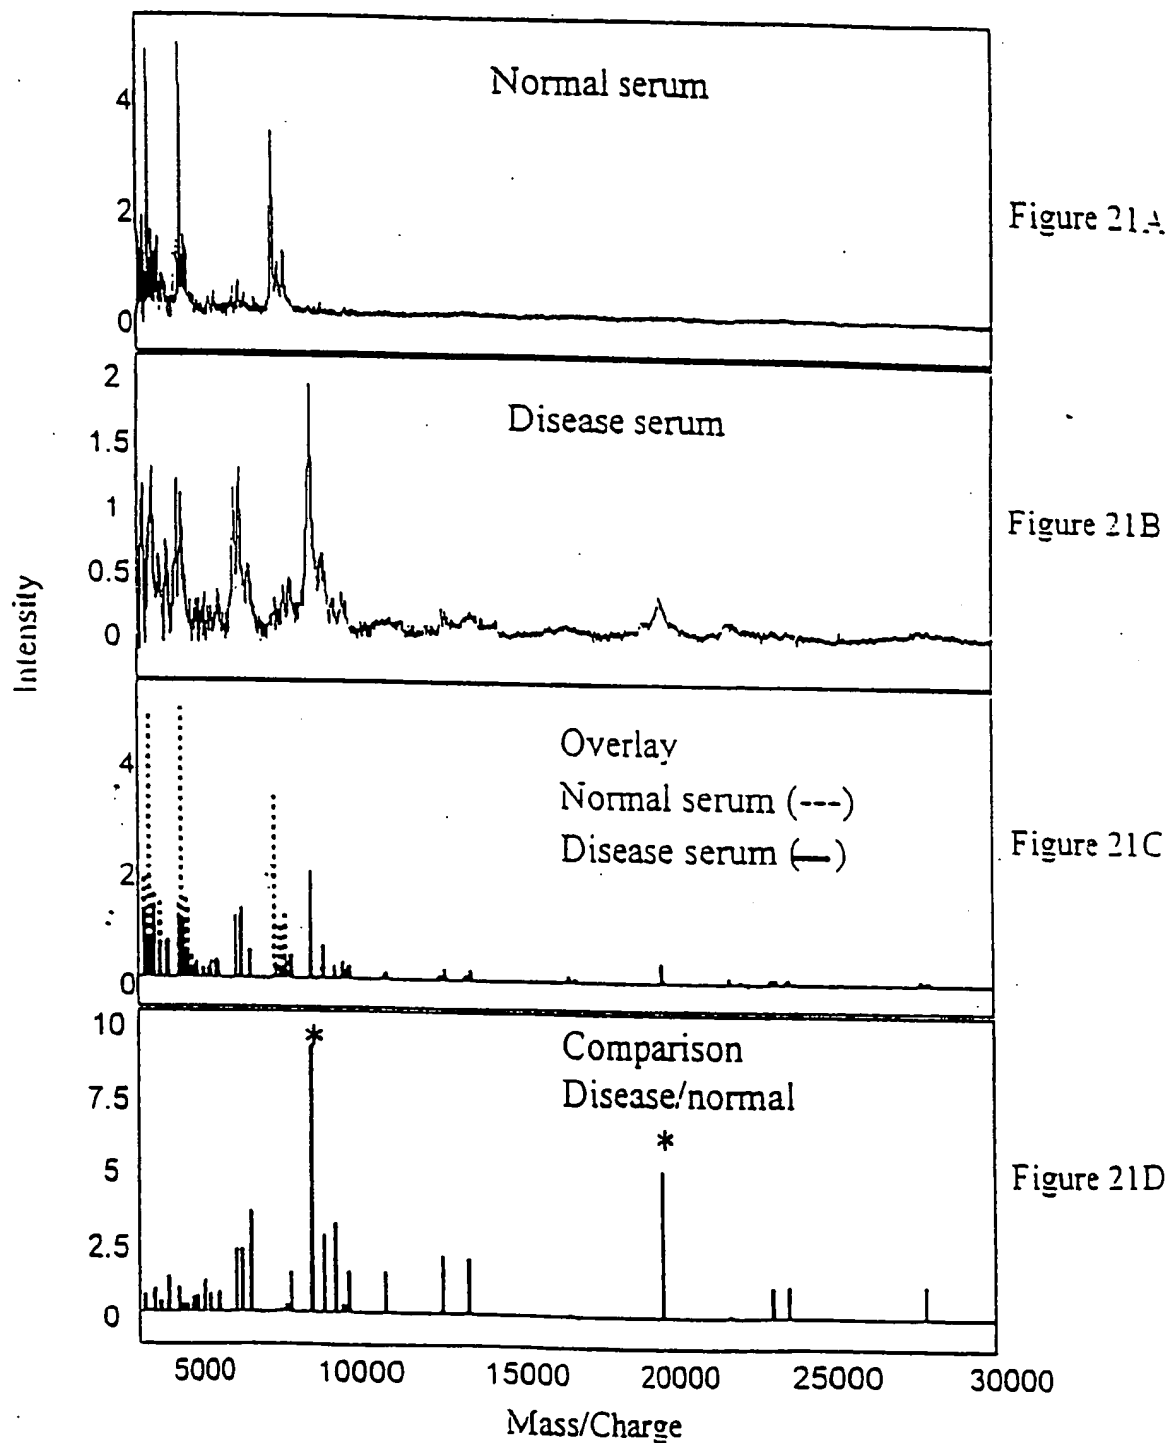 Normal serum
4
2
0
Figure 21A
Disease serum
2
1.5
1
0.5
0
Figure 21B
Intensity
Overlay
Normal serum (---)
Disease serum (—)
4
2
0
Figure 21C
Comparison
Disease/normal
10
*
7.5
5
*
2.5
0
Figure 21D
5000 10000 15000 20000 25000 30000
Mass/Charge